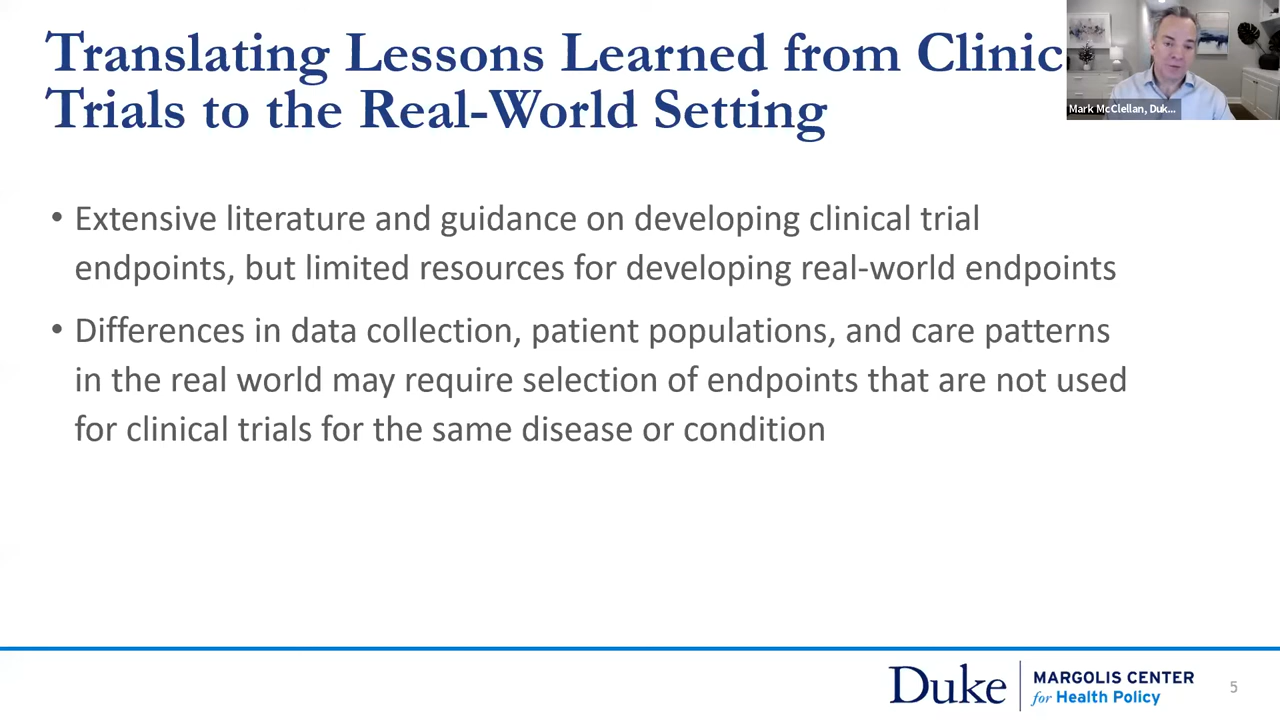 Translating Lessons Learned from Clinic
Trials to the Real-World Setting
Mark McClellan, Duk...
• Extensive literature and guidance on developing clinical trial
endpoints, but limited resources for developing real-world endpoints
• Differences in data collection, patient populations, and care patterns
in the real world may require selection of endpoints that are not used
for clinical trials for the same disease or condition
Duke
MARGOLIS CENTER
for Health Policy
5